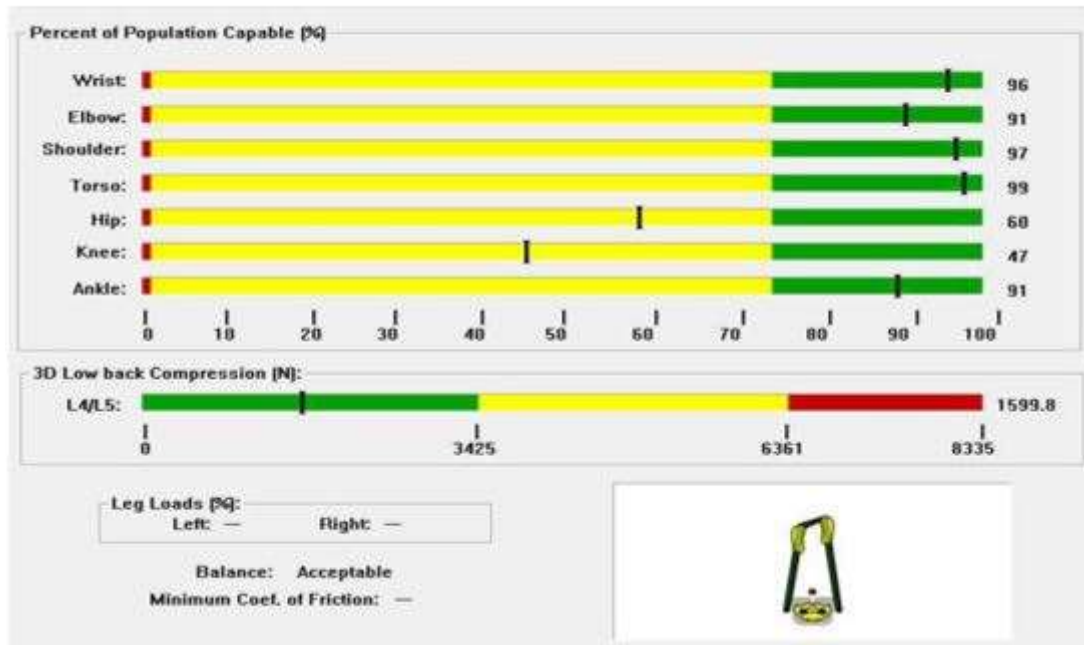 Percent of Population Capable (%)
Wrist: 96
Elbow: 91
Shoulder: 97
Torso: 99
Hip: 60
Knee: 47
Ankle: 91
0 10 20 30 40 50 60 70 80 90 100
3D Low back Compression (N):
L4/L5: 1599.8
0 3425 6361 8335
Leg Loads (%):
Left: — Right: —
Balance: Acceptable
Minimum Coef. of Friction: —